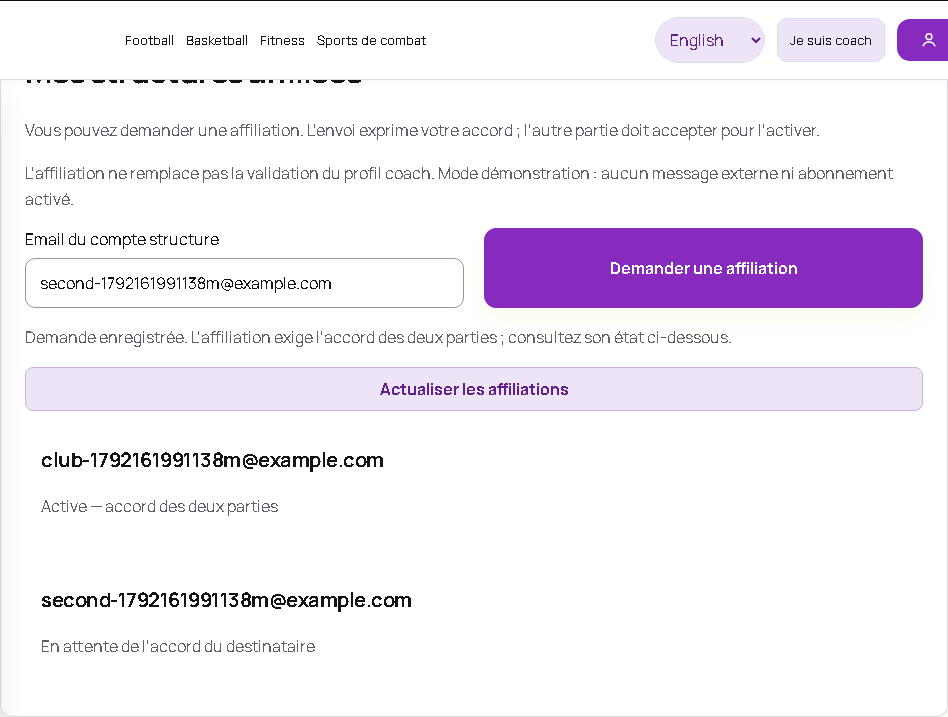 Football Basketball Fitness Sports de combat English Je suis coach
Mes structures affiliées
Vous pouvez demander une affiliation. L'envoi exprime votre accord ; l'autre partie doit accepter pour l'activer.
L'affiliation ne remplace pas la validation du profil coach. Mode démonstration : aucun message externe ni abonnement
activé.
Email du compte structure
second-1792161991138m@example.com
Demander une affiliation
Demande enregistrée. L'affiliation exige l'accord des deux parties ; consultez son état ci-dessous.
Actualiser les affiliations
club-1792161991138m@example.com
Active — accord des deux parties
second-1792161991138m@example.com
En attente de l'accord du destinataire